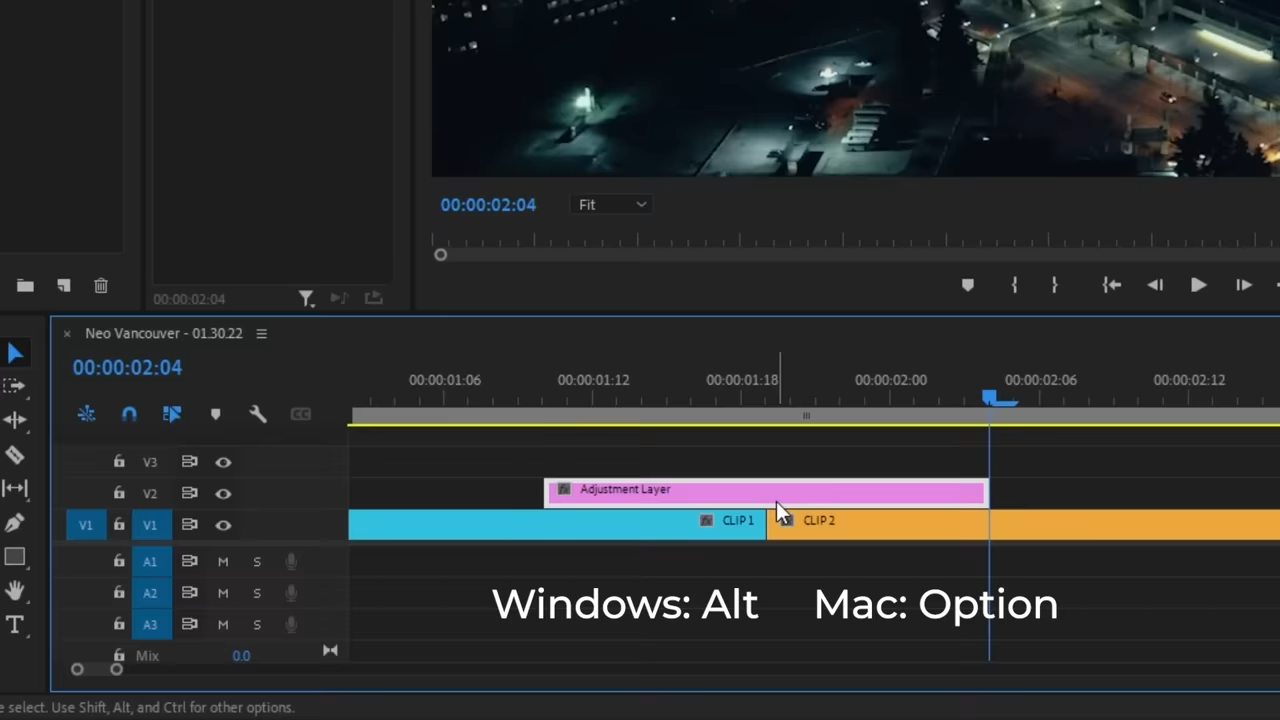 00:00:02:04 Fit
00:00:02:04
× Neo Vancouver - 01.30.22
00:00:02:04
00:00:01:06 00:00:01:12 00:00:01:18 00:00:02:00 00:00:02:06 00:00:02:12
CC
V3
V2 fx Adjustment Layer
V1 V1 fx CLIP 1 CLIP 2
A1 M S
A2 M S
Windows: Alt Mac: Option
A3 M S
Mix 0.0
T
e select. Use Shift, Alt, and Ctrl for other options.